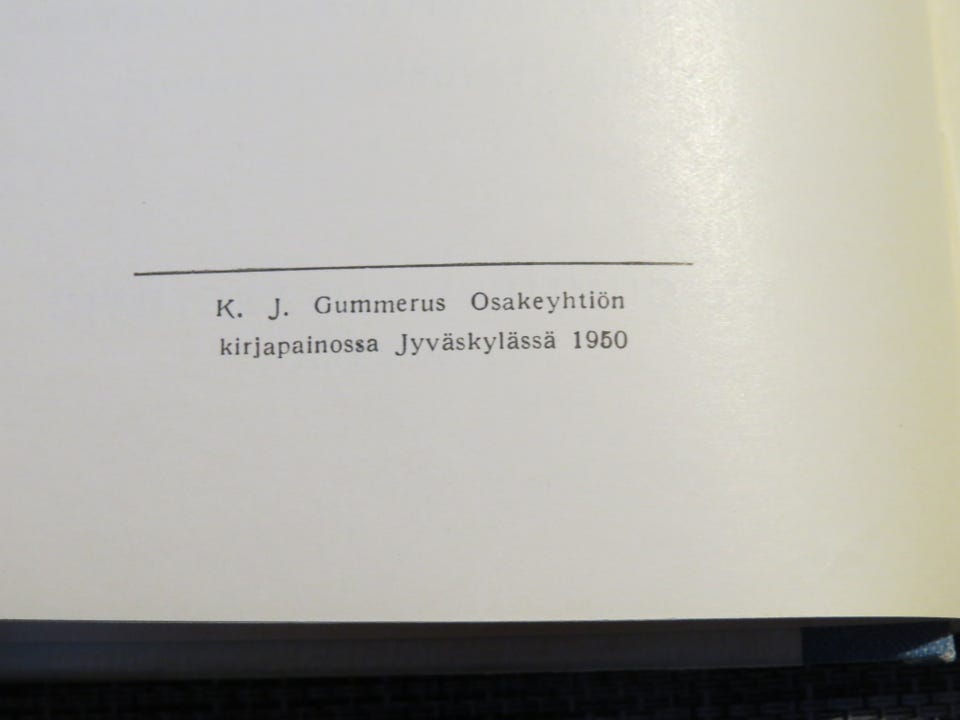 K. J. Gummerus Osakeyhtiön
kirjapainossa Jyväskylässä 1950